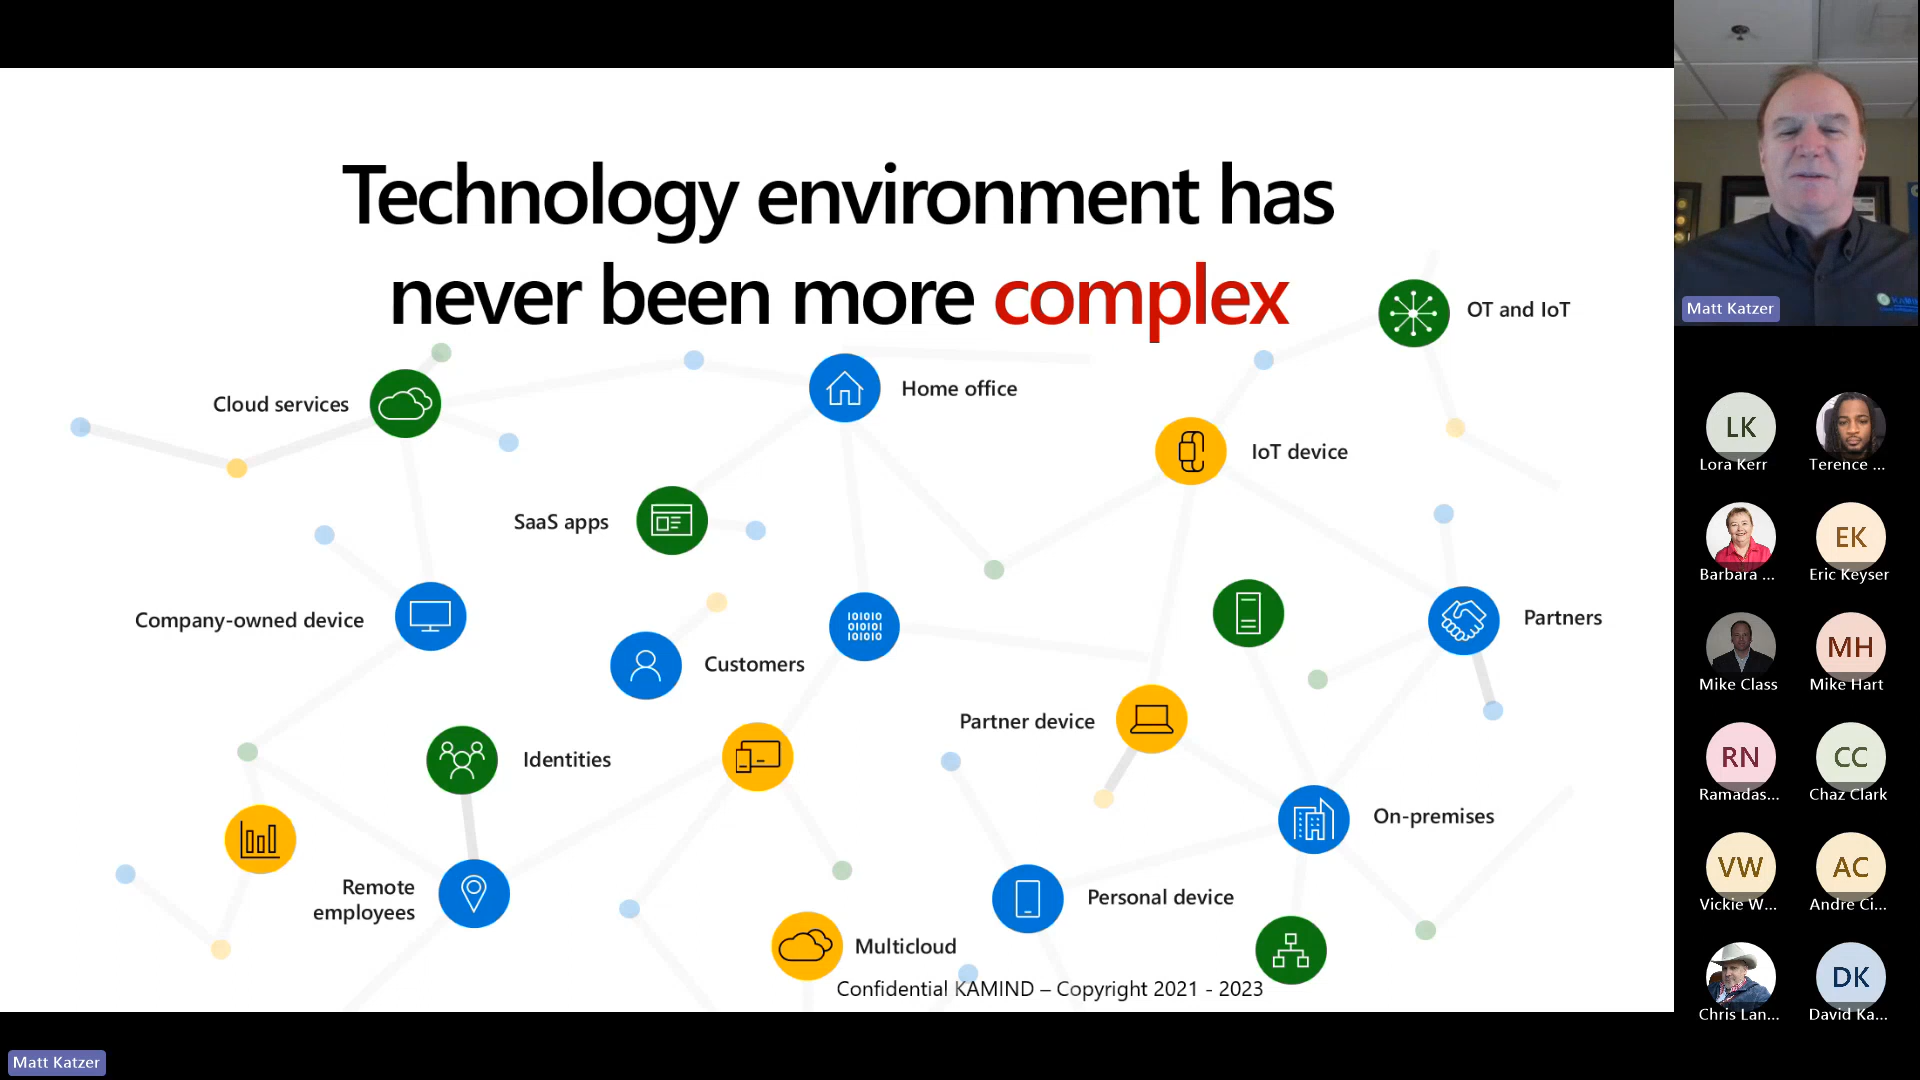 Technology environment has
never been more complex
OT and IoT
Cloud services
Home office
IoT device
SaaS apps
Company-owned device
Customers
10101
01010
10101
Partners
Partner device
Identities
On-premises
Remote
employees
Personal device
Multicloud
Confidential KAMIND – Copyright 2021 - 2023
Matt Katzer
Matt Katzer
LK
Lora Kerr
Terence ...
Barbara ...
EK
Eric Keyser
Mike Class
MH
Mike Hart
RN
Ramadas...
CC
Chaz Clark
VW
Vickie W...
AC
Andre Ci...
Chris Lan...
DK
David Ka...